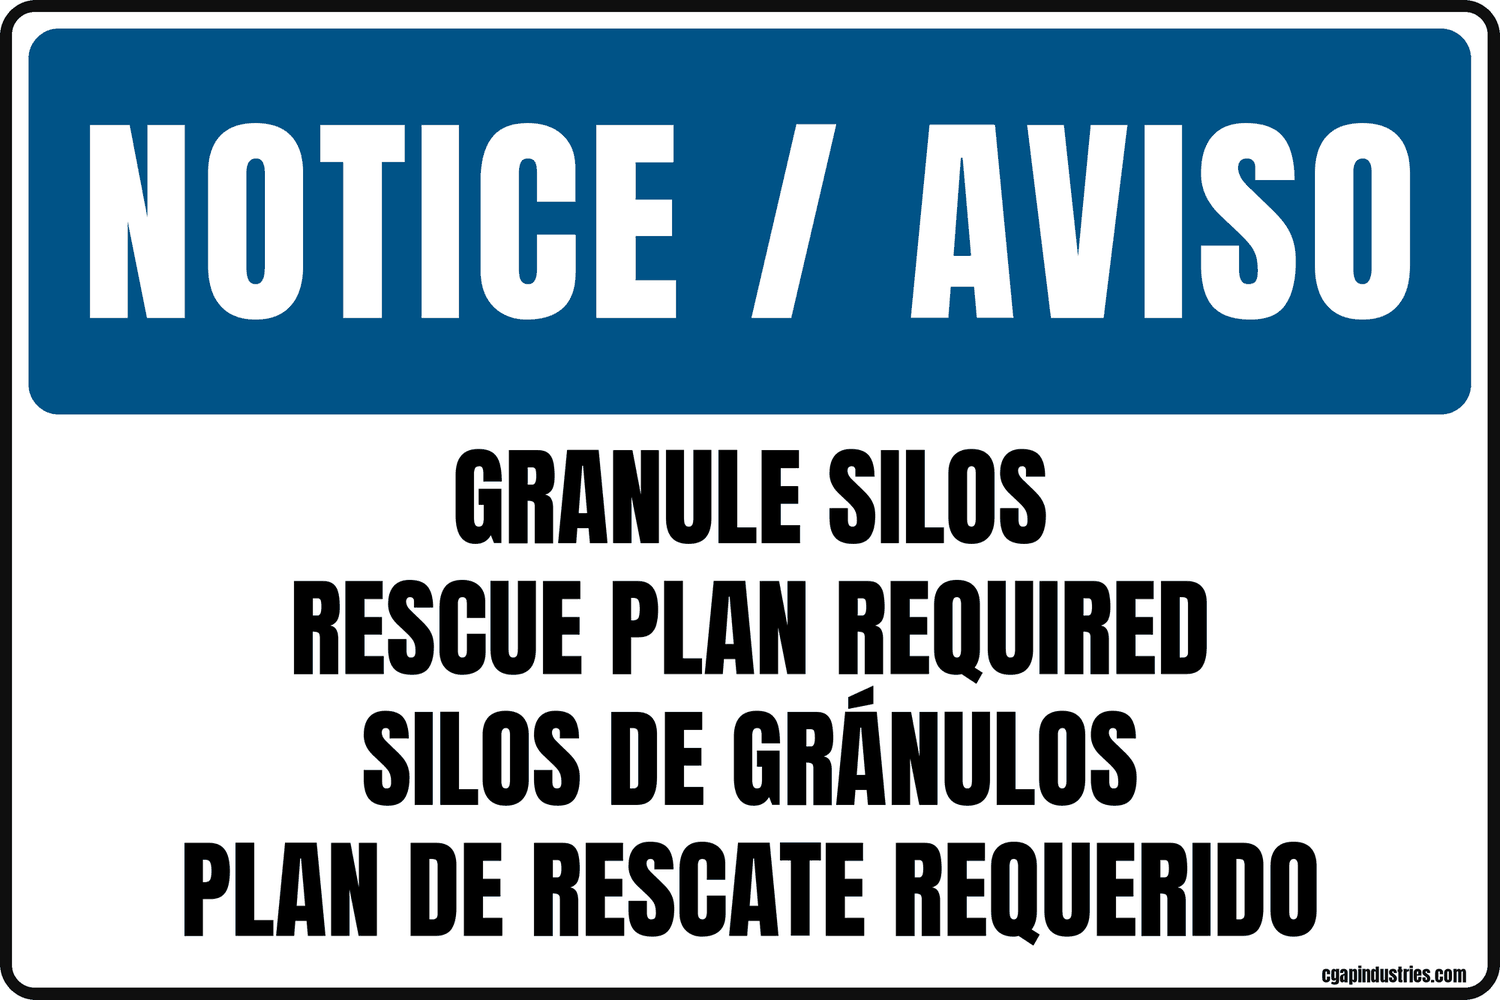 NOTICE / AVISO
GRANULE SILOS
RESCUE PLAN REQUIRED
SILOS DE GRÁNULOS
PLAN DE RESCATE REQUERIDO
cgapindustries.com